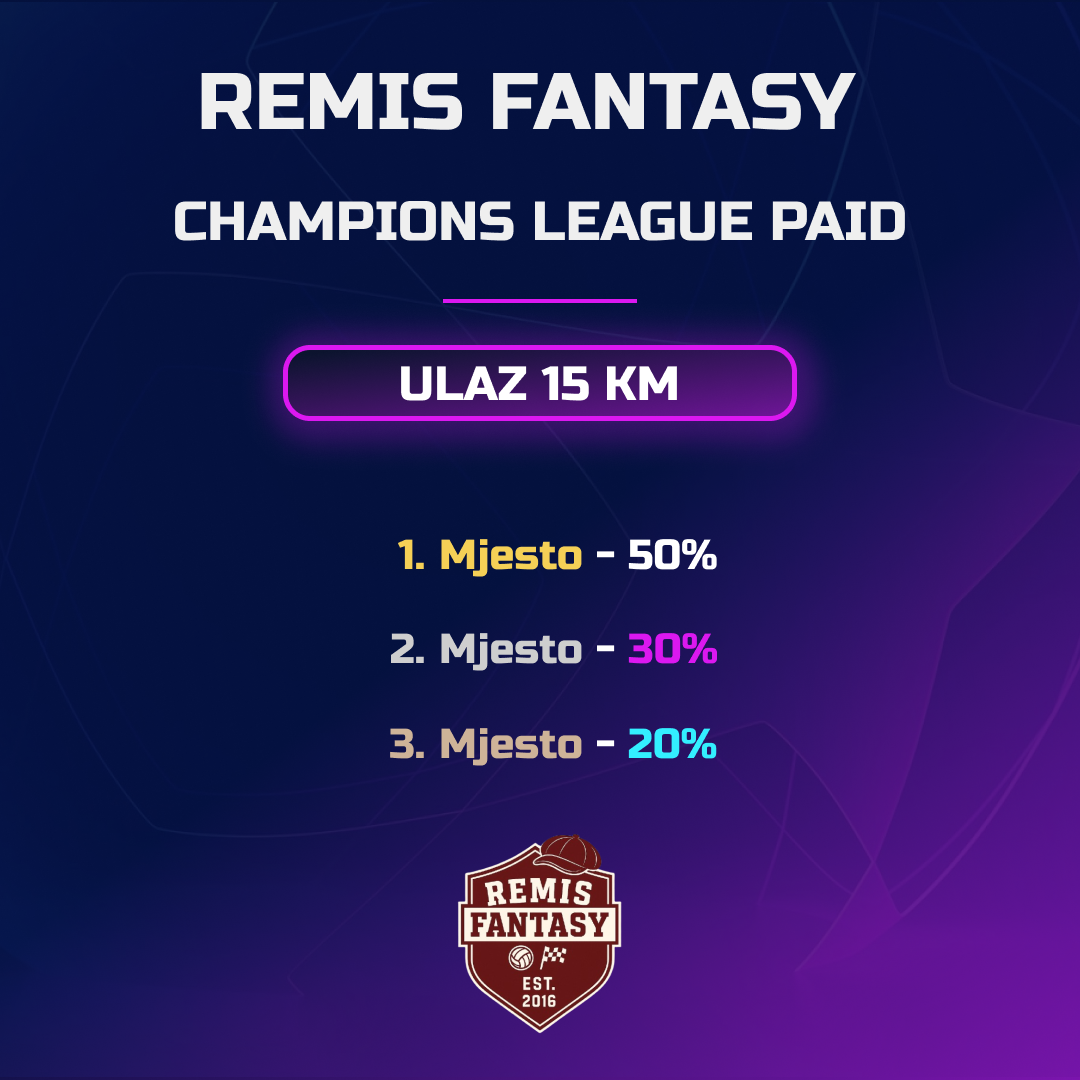 REMIS FANTASY
CHAMPIONS LEAGUE PAID
ULAZ 15 KM
1. Mjesto - 50%
2. Mjesto - 30%
3. Mjesto - 20%
REMIS
FANTASY
EST.
2016